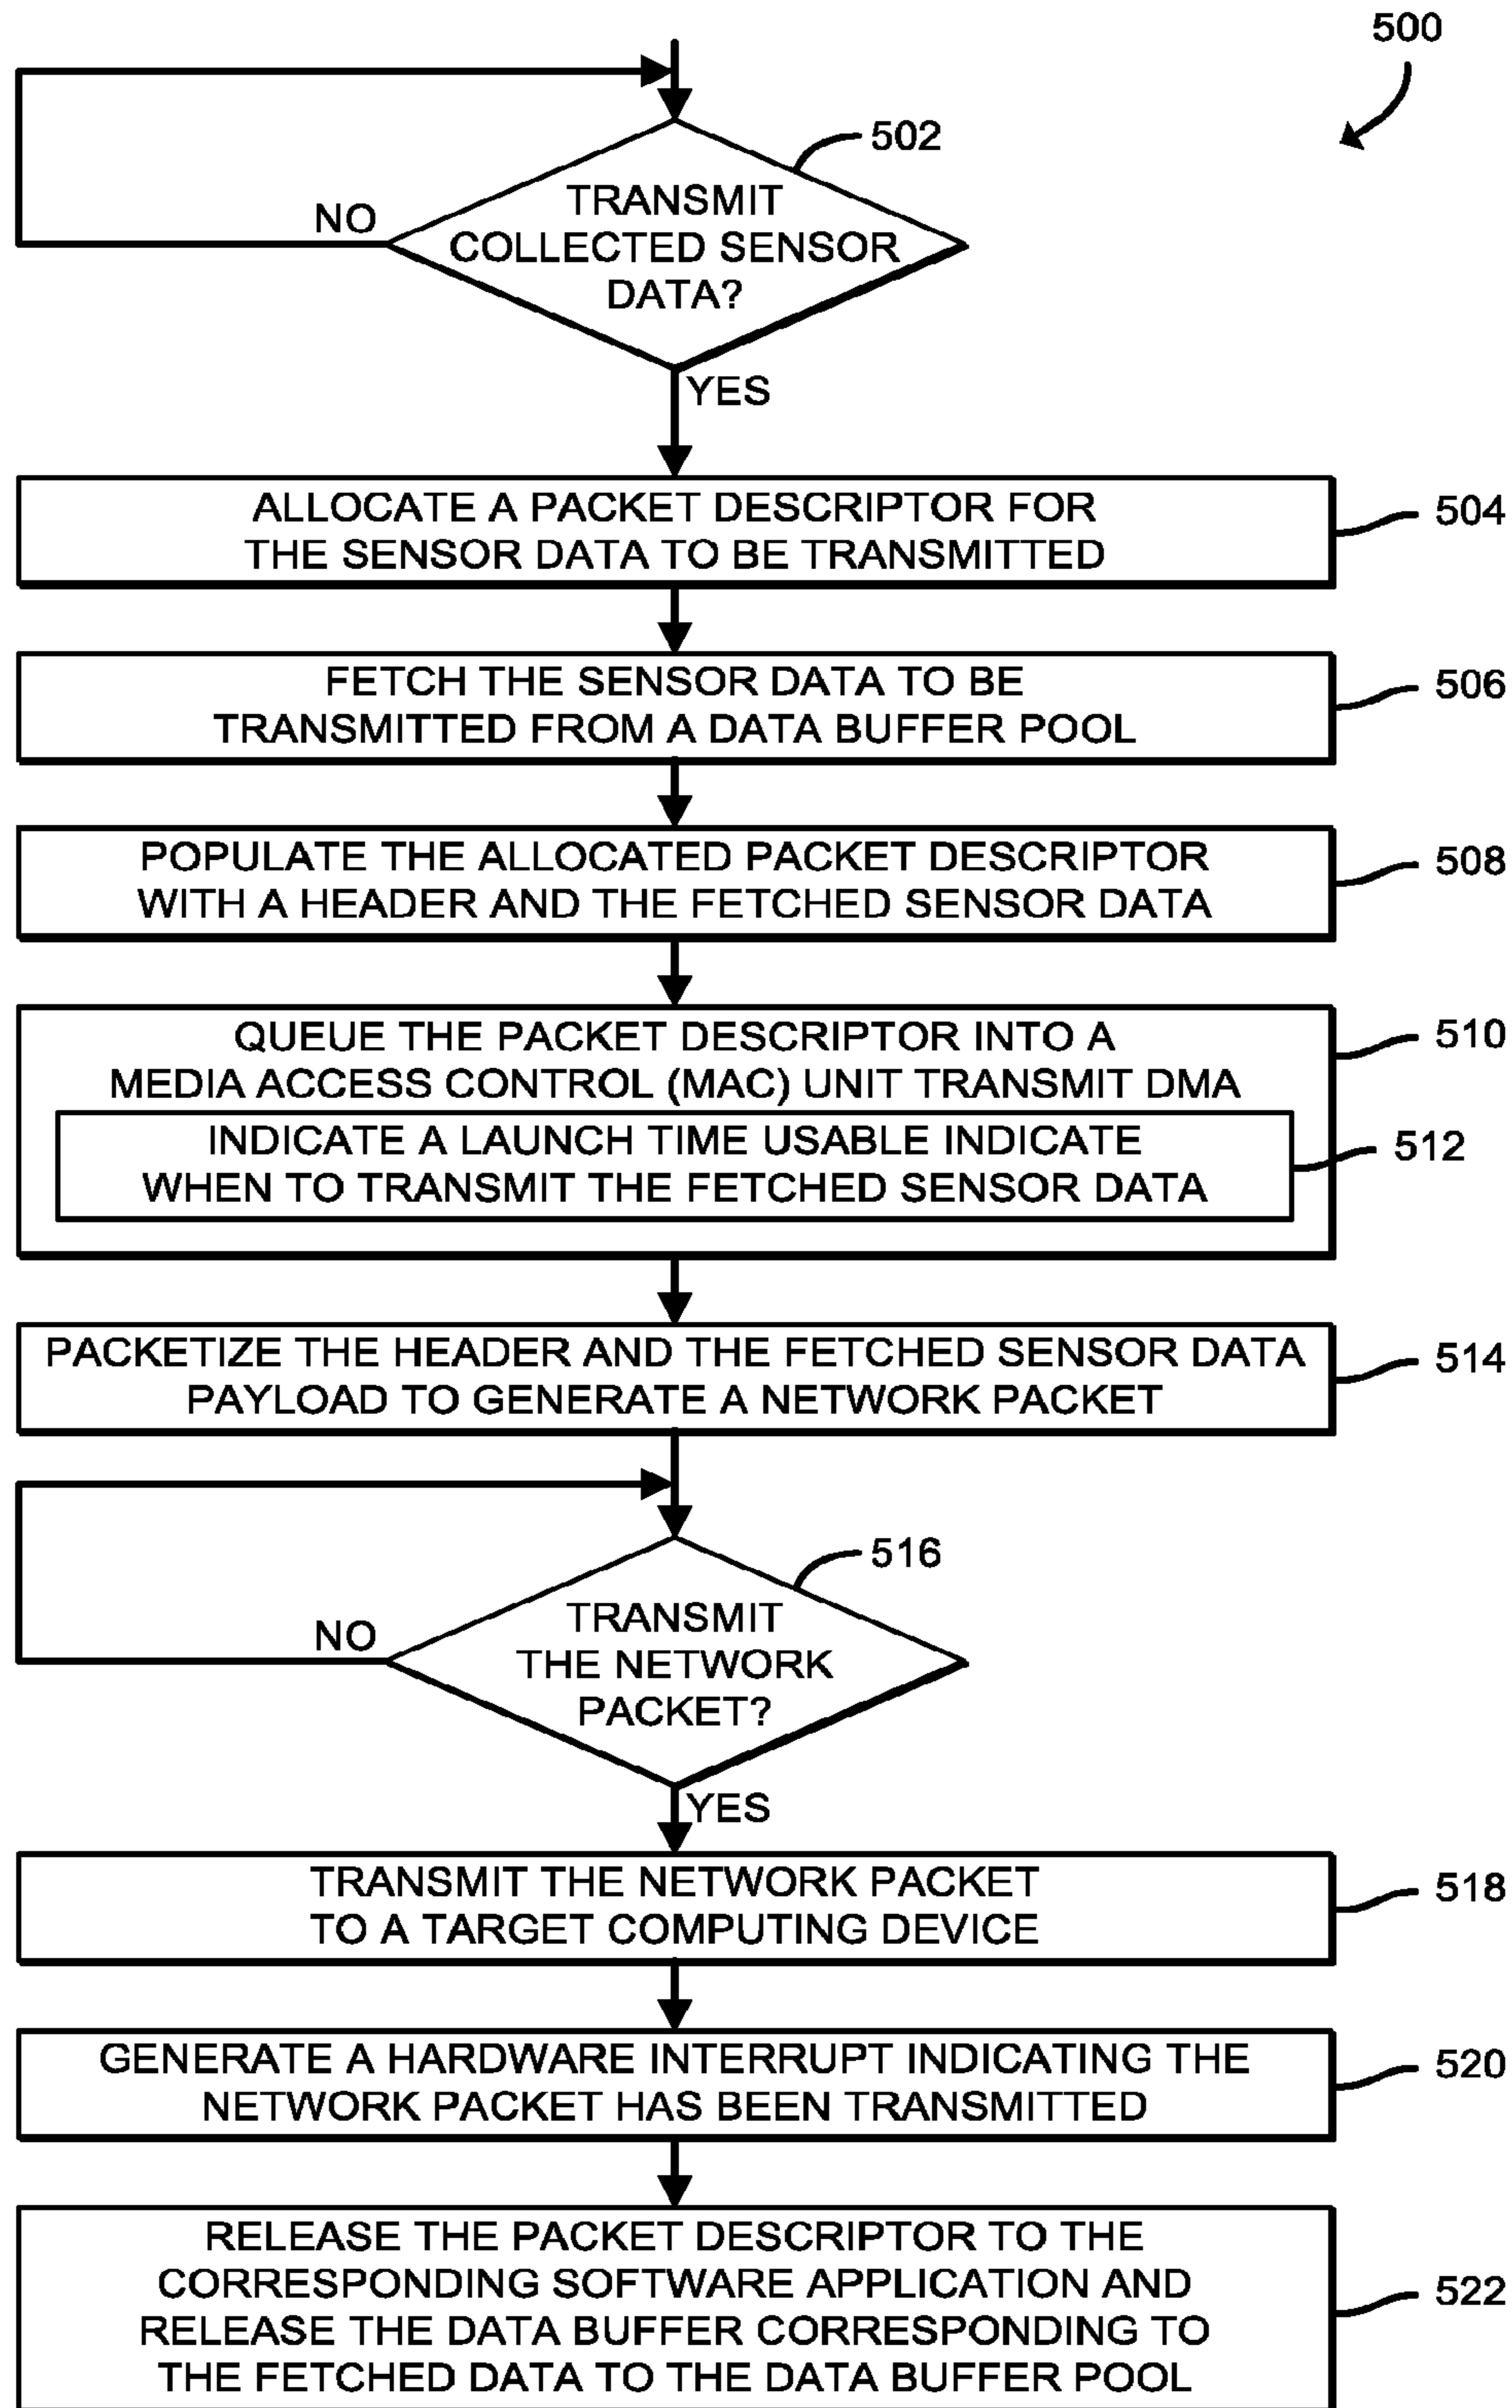 500
502
TRANSMIT
COLLECTED SENSOR
DATA?
NO
YES
ALLOCATE A PACKET DESCRIPTOR FOR
THE SENSOR DATA TO BE TRANSMITTED
504
FETCH THE SENSOR DATA TO BE
TRANSMITTED FROM A DATA BUFFER POOL
506
POPULATE THE ALLOCATED PACKET DESCRIPTOR
WITH A HEADER AND THE FETCHED SENSOR DATA
508
QUEUE THE PACKET DESCRIPTOR INTO A
MEDIA ACCESS CONTROL (MAC) UNIT TRANSMIT DMA
510
INDICATE A LAUNCH TIME USABLE INDICATE
WHEN TO TRANSMIT THE FETCHED SENSOR DATA
512
PACKETIZE THE HEADER AND THE FETCHED SENSOR DATA
PAYLOAD TO GENERATE A NETWORK PACKET
514
516
TRANSMIT
THE NETWORK
PACKET?
NO
YES
TRANSMIT THE NETWORK PACKET
TO A TARGET COMPUTING DEVICE
518
GENERATE A HARDWARE INTERRUPT INDICATING THE
NETWORK PACKET HAS BEEN TRANSMITTED
520
RELEASE THE PACKET DESCRIPTOR TO THE
CORRESPONDING SOFTWARE APPLICATION AND
RELEASE THE DATA BUFFER CORRESPONDING TO
THE FETCHED DATA TO THE DATA BUFFER POOL
522